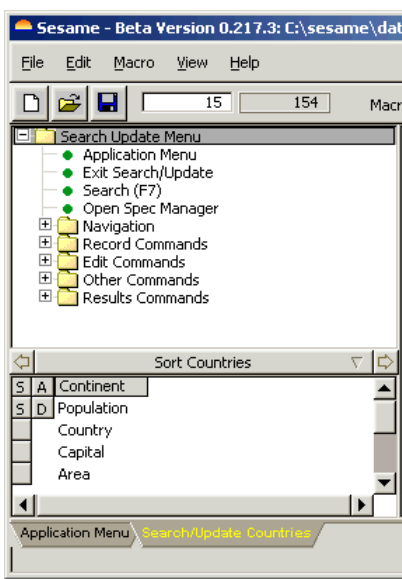 Sesame - Beta Version 0.217.3: C:\sesame\dat
File Edit Macro View Help
15 154 Macr
Search Update Menu
Application Menu
Exit Search/Update
Search (F7)
Open Spec Manager
Navigation
Record Commands
Edit Commands
Other Commands
Results Commands
Sort Countries
S A Continent
S D Population
Country
Capital
Area
Application Menu Search/Update Countries